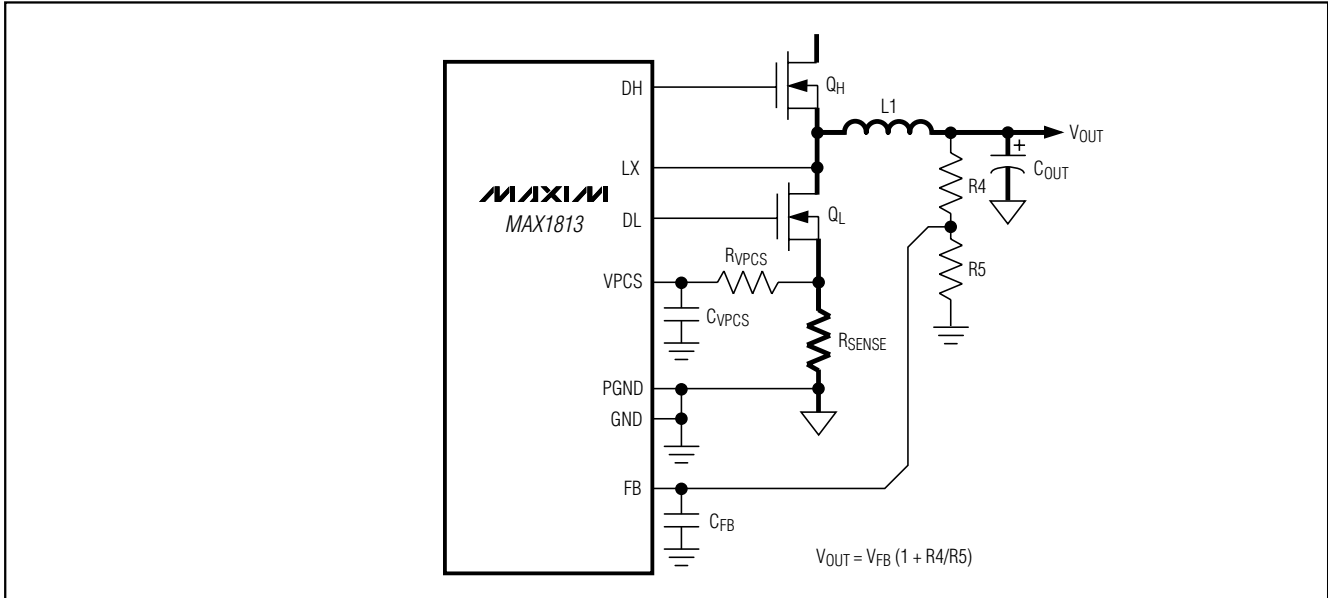 DH
QH
L1
VOUT
LX
R4
+
COUT
MAXIM
MAX1813
DL
QL
R5
RVPCS
VPCS
CVPCS
RSENSE
PGND
GND
FB
CFB
VOUT = VFB (1 + R4/R5)